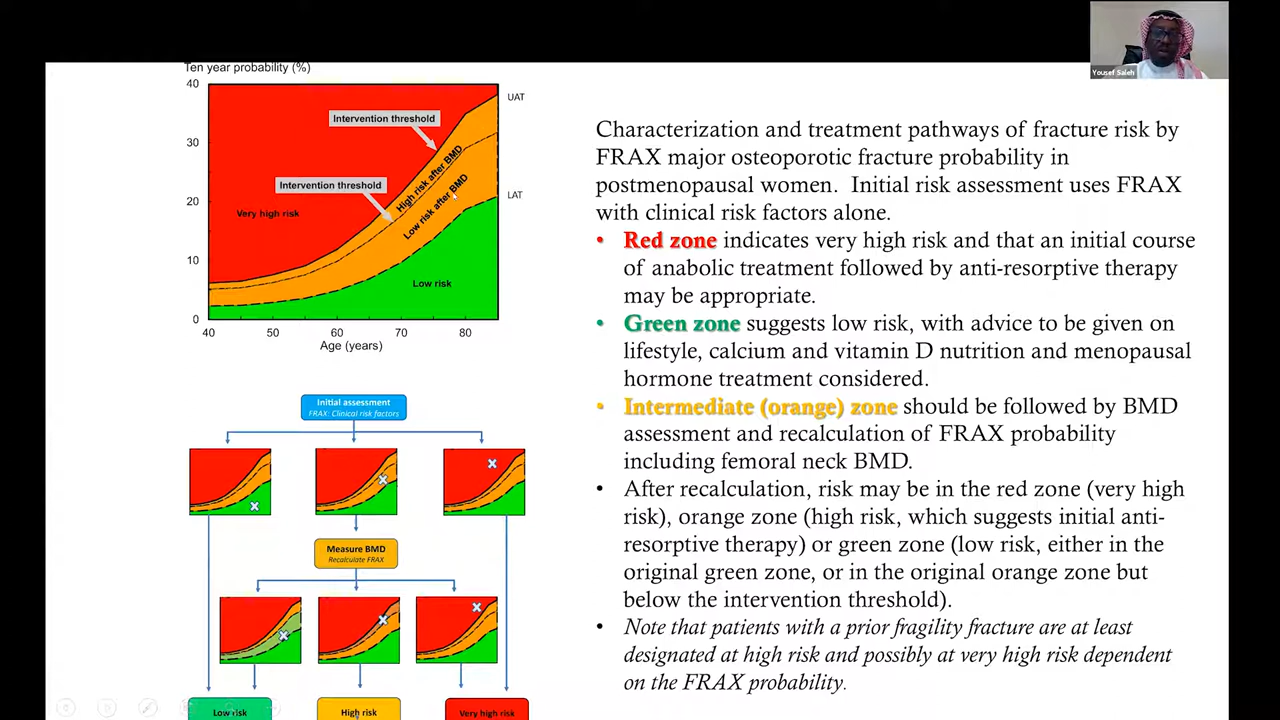 Yousef Saleh
Ten year probability (%)
40
30
20
10
0
40
50
60
70
80
Age (years)
UAT
LAT
Intervention threshold
Intervention threshold
High risk after BMD
Low risk after BMD
Very high risk
Low risk
Characterization and treatment pathways of fracture risk by
FRAX major osteoporotic fracture probability in
postmenopausal women. Initial risk assessment uses FRAX
with clinical risk factors alone.
• Red zone indicates very high risk and that an initial course
of anabolic treatment followed by anti-resorptive therapy
may be appropriate.
• Green zone suggests low risk, with advice to be given on
lifestyle, calcium and vitamin D nutrition and menopausal
hormone treatment considered.
• Intermediate (orange) zone should be followed by BMD
assessment and recalculation of FRAX probability
including femoral neck BMD.
• After recalculation, risk may be in the red zone (very high
risk), orange zone (high risk, which suggests initial anti-
resorptive therapy) or green zone (low risk, either in the
original green zone, or in the original orange zone but
below the intervention threshold).
• Note that patients with a prior fragility fracture are at least
designated at high risk and possibly at very high risk dependent
on the FRAX probability.
Initial assessment
FRAX: Clinical risk factors
Measure BMD
Recalculate FRAX
Low risk
High risk
Very high risk